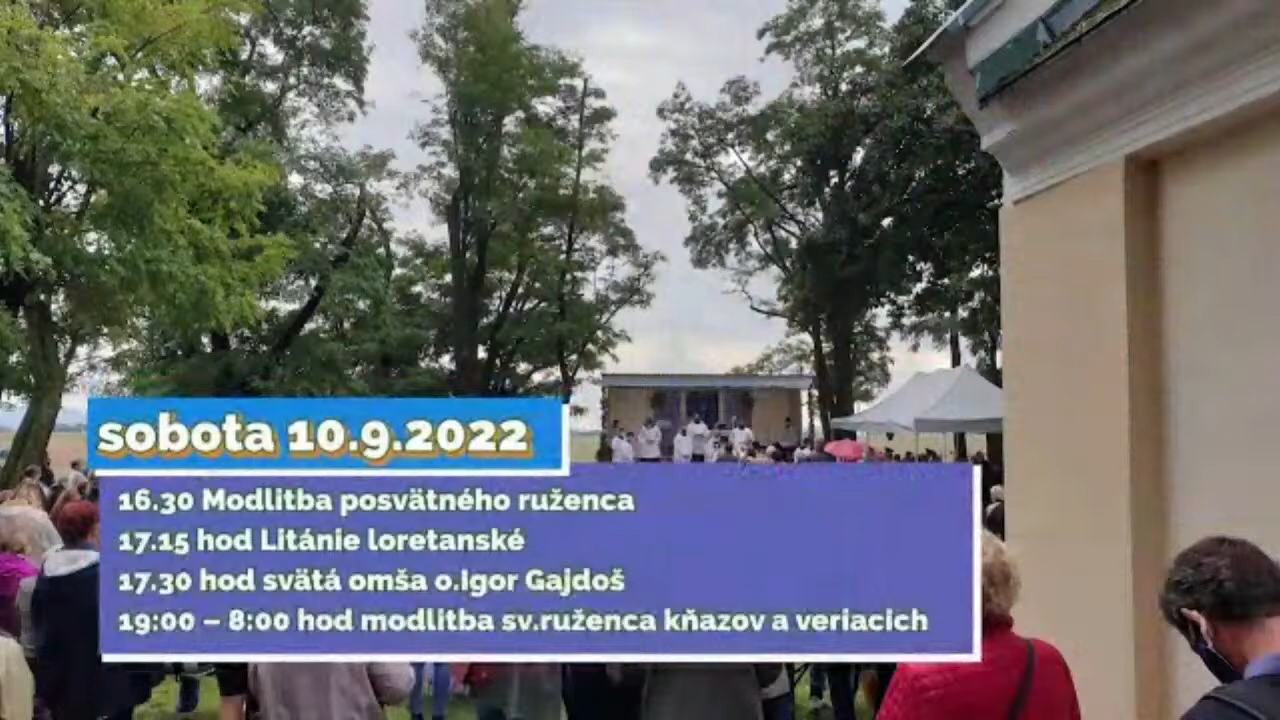 sobota 10.9.2022
16.30 Modlitba posvätného ruženca
17.15 hod Litánie loretanské
17.30 hod svätá omša o.Igor Gajdoš
19:00 – 8:00 hod modlitba sv.ruženca kňazov a veriacich